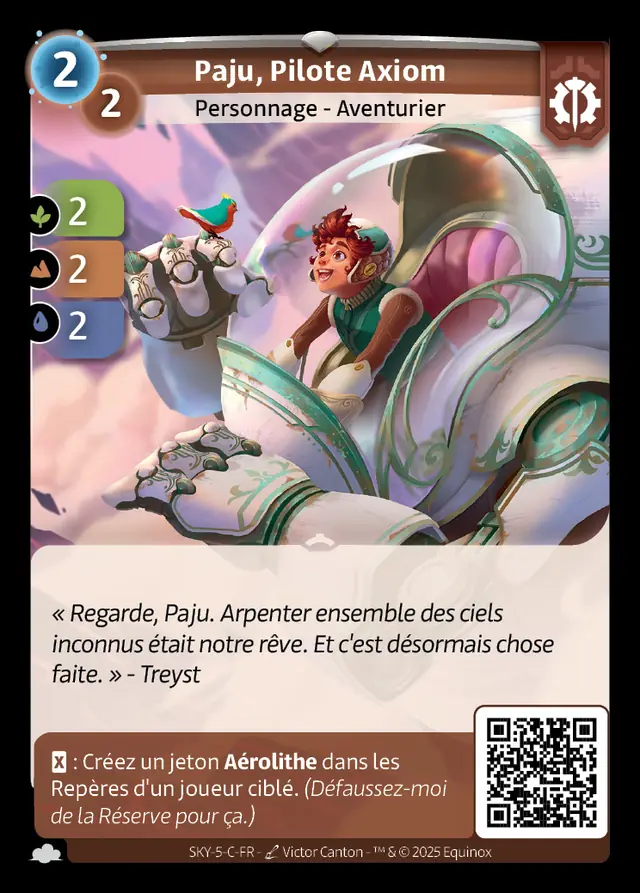 2
Paju, Pilote Axiom
2
Personnage - Aventurier
2
2
2
« Regarde, Paju. Arpenter ensemble des ciels
inconnus était notre rêve. Et c'est désormais chose
faite. » - Treyst
X : Créez un jeton Aérolithe dans les
Repères d'un joueur ciblé. (Défaussez-moi
de la Réserve pour ça.)
SKY-5-C-FR - Victor Canton - ™ & © 2025 Equinox